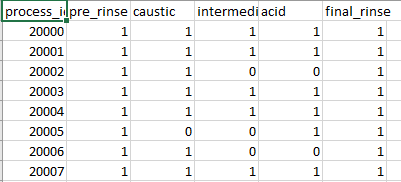 process_i pre_rinse caustic intermedi acid final_rinse
20000 1 1 1 1 1
20001 1 1 1 1 1
20002 1 1 0 0 1
20003 1 1 1 1 1
20004 1 1 1 1 1
20005 1 0 0 1 1
20006 1 1 0 0 1
20007 1 1 1 1 1